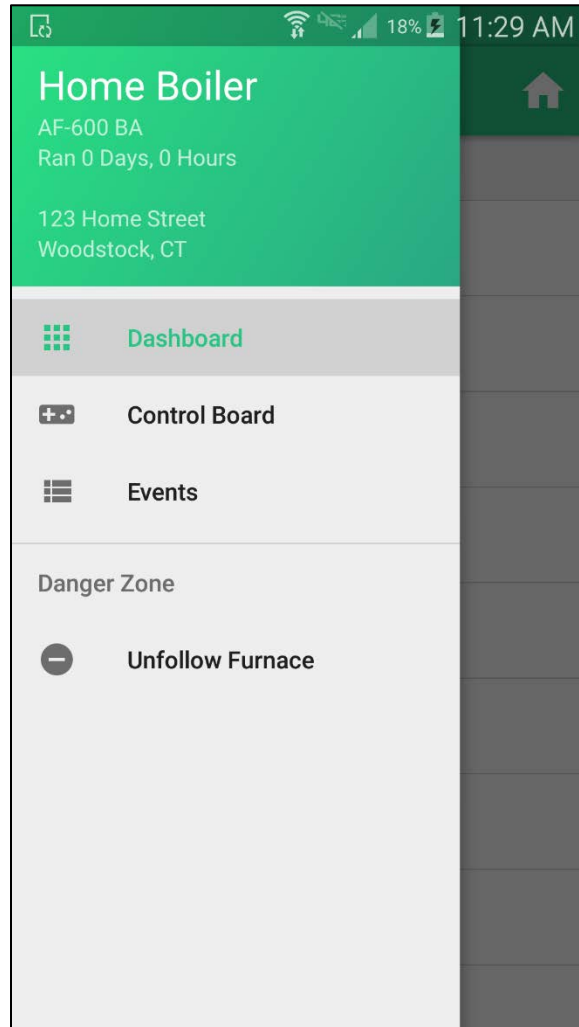 18% 11:29 AM
Home Boiler
AF-600 BA
Ran 0 Days, 0 Hours
123 Home Street
Woodstock, CT
Dashboard
Control Board
Events
Danger Zone
Unfollow Furnace